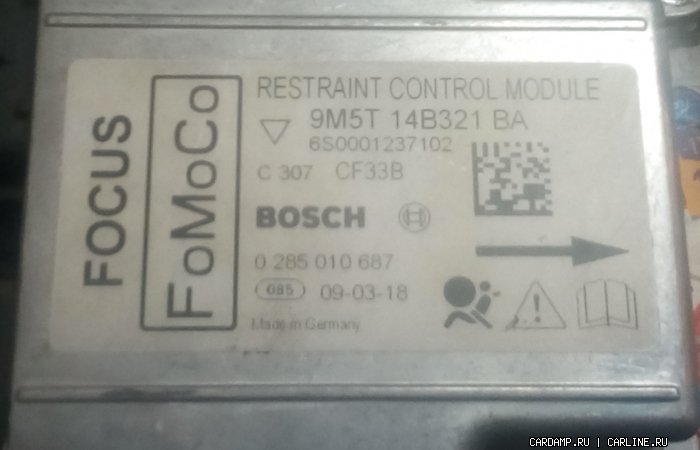 FOCUS
FoMoCo
RESTRAINT CONTROL MODULE
9M5T 14B321 BA
6S0001237102
C 307 CF33B
BOSCH
0 285 010 687
085 09-03-18
Made in Germany
CARDAMP.RU | CARLINE.RU